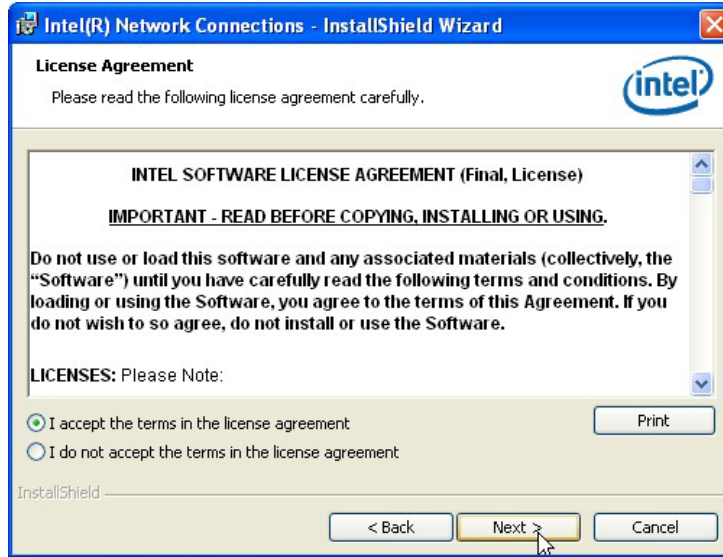 Intel(R) Network Connections - InstallShield Wizard
License Agreement
Please read the following license agreement carefully.
intel
INTEL SOFTWARE LICENSE AGREEMENT (Final, License)
IMPORTANT - READ BEFORE COPYING, INSTALLING OR USING.
Do not use or load this software and any associated materials (collectively, the
“Software”) until you have carefully read the following terms and conditions. By
loading or using the Software, you agree to the terms of this Agreement. If you
do not wish to so agree, do not install or use the Software.
LICENSES: Please Note:
I accept the terms in the license agreement
Print
I do not accept the terms in the license agreement
InstallShield
< Back
Next >
Cancel